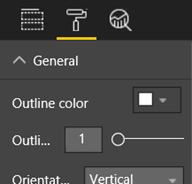 General
Outline color
Outli... 1
Orientat... Vertical